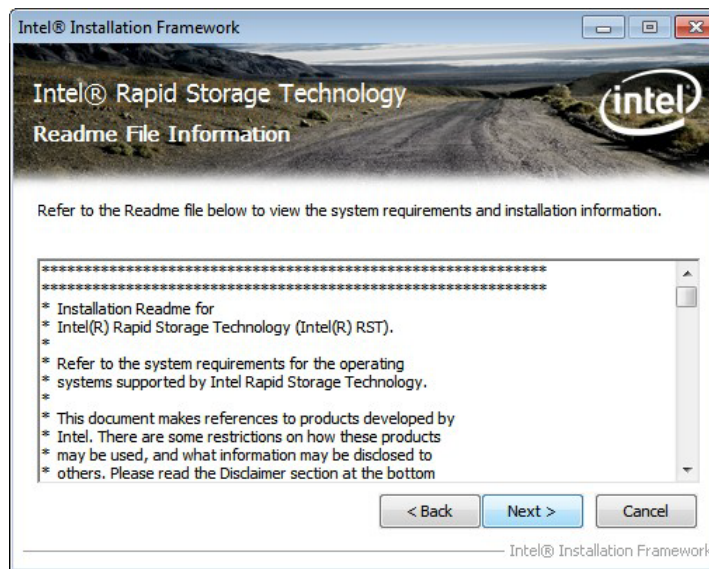 Intel® Installation Framework
Intel® Rapid Storage Technology
Readme File Information
intel
Refer to the Readme file below to view the system requirements and installation information.
************************************************************
************************************************************
* Installation Readme for
* Intel(R) Rapid Storage Technology (Intel(R) RST).
*
* Refer to the system requirements for the operating
* systems supported by Intel Rapid Storage Technology.
*
* This document makes references to products developed by
* Intel. There are some restrictions on how these products
* may be used, and what information may be disclosed to
* others. Please read the Disclaimer section at the bottom
< Back
Next >
Cancel
Intel® Installation Framework